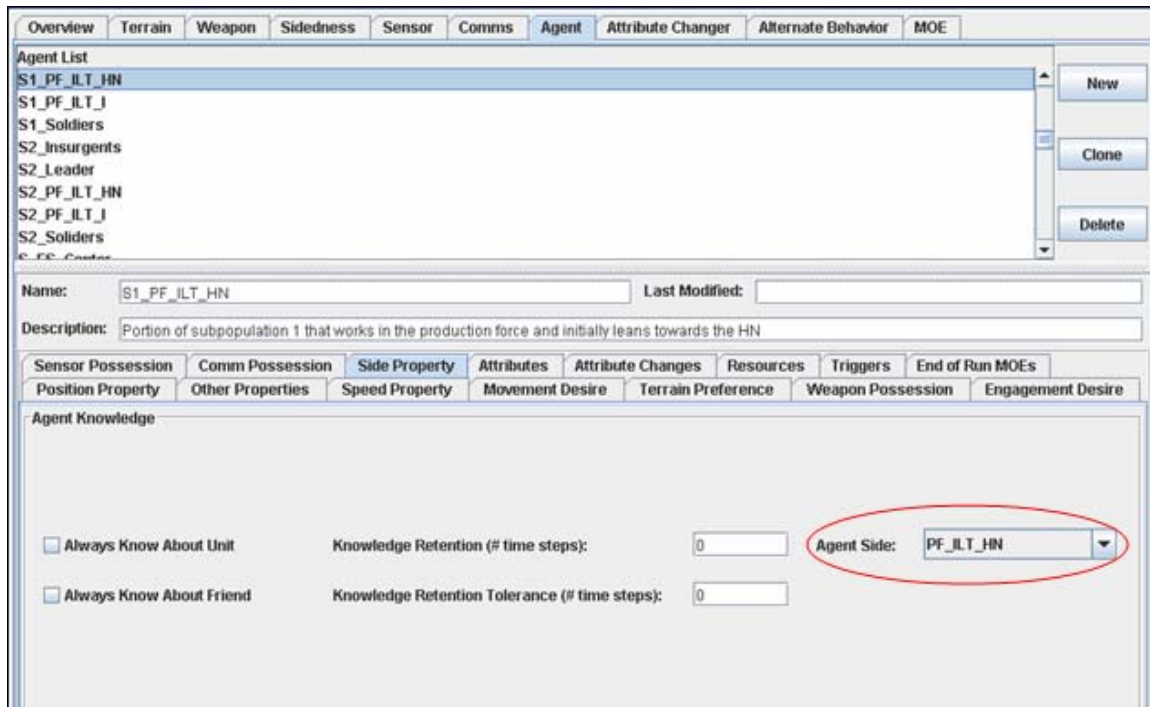 Overview Terrain Weapon Sidedness Sensor Comms Agent Attribute Changer Alternate Behavior MOE
Agent List
S1_PF_ILT_HN
New
S1_PF_ILT_I
S1_Soldiers
S2_Insurgents
Clone
S2_Leader
S2_PF_ILT_HN
S2_PF_ILT_I
Delete
S2_Soliders
Name: S1_PF_ILT_HN Last Modified:
Description: Portion of subpopulation 1 that works in the production force and initially leans towards the HN
Sensor Possession Comm Possession Side Property Attributes Attribute Changes Resources Triggers End of Run MOEs
Position Property Other Properties Speed Property Movement Desire Terrain Preference Weapon Possession Engagement Desire
Agent Knowledge
Always Know About Unit Knowledge Retention (# time steps): 0 Agent Side: PF_ILT_HN
Always Know About Friend Knowledge Retention Tolerance (# time steps): 0